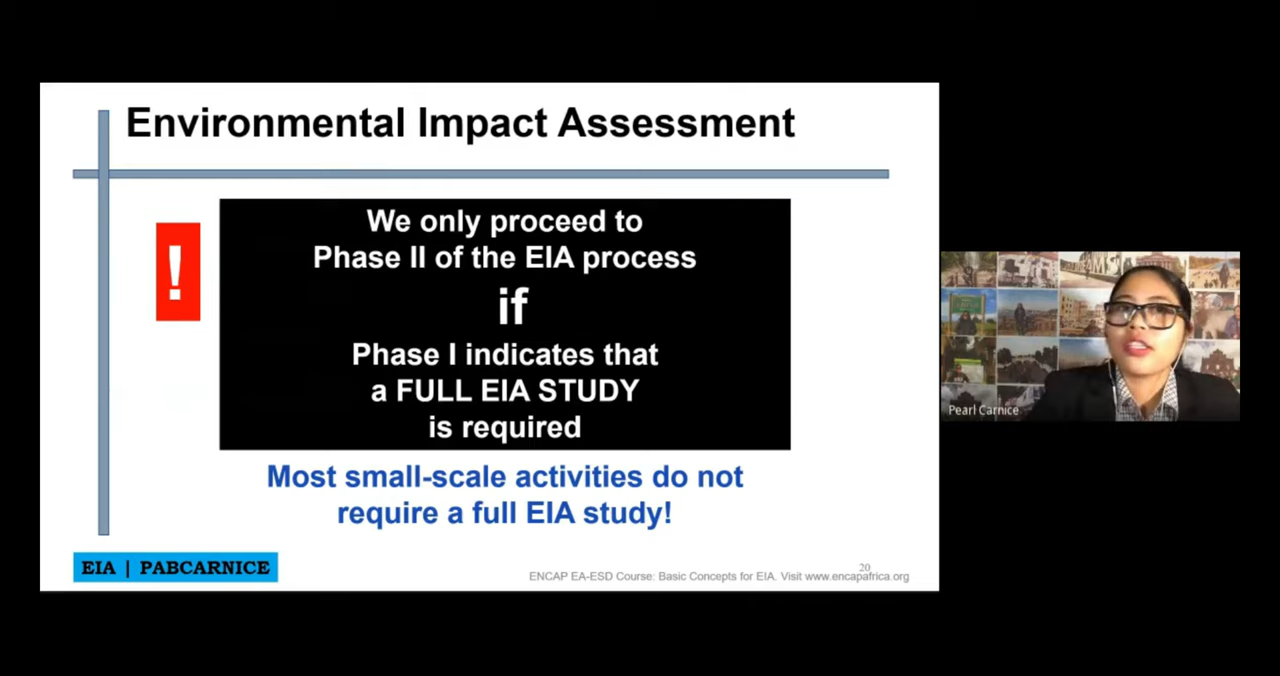 Environmental Impact Assessment
!
We only proceed to
Phase II of the EIA process
if
Phase I indicates that
a FULL EIA STUDY
is required
Most small-scale activities do not
require a full EIA study!
EIA | PABCARNICE
20
ENCAP EA-ESD Course: Basic Concepts for EIA. Visit www.encapafrica.org
Pearl Carnice